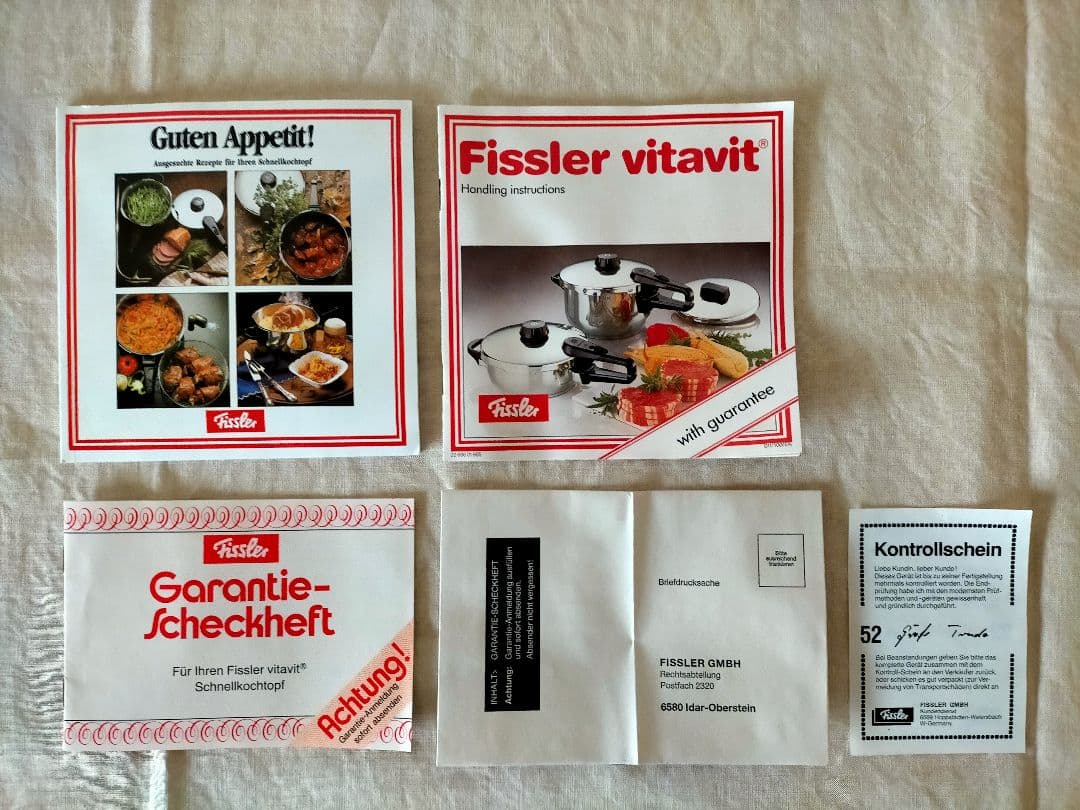 Guten Appetit!
Ausgesuchte Rezepte für Ihren Schnellkochtopf
Fissler
Fissler vitavit®
Handling instructions
Fissler
with guarantee
Fissler
Garantie-
Scheckheft
Für Ihren Fissler vitavit®
Schnellkochtopf
Achtung!
Garantie-Anmeldung
sofort absenden
INHALT: GARANTIE-SCHECKHEFT
Achtung: Garantie-Anmeldung ausfüllen
und sofort absenden.
Absender nicht vergessen!
Briefdrucksache
Bitte
ausreichend
frankieren
FISSLER GMBH
Rechtsabteilung
Postfach 2320
6580 Idar-Oberstein
Kontrollschein
Liebe Kundin, lieber Kunde!
Dieses Gerät ist bis zu seiner Fertigstellung
mehrmals kontrolliert worden. Die End-
prüfung habe ich mit den modernsten Prüf-
methoden und -geräten gewissenhaft
und gründlich durchgeführt.
52
Bei Beanstandungen geben Sie bitte das
komplette Gerät zusammen mit dem
Kontroll-Schein an den Verkäufer zurück,
oder schicken es gut verpackt (zur Ver-
meidung von Transportschäden) direkt an
Fissler
FISSLER GMBH
Kundendienst
6589 Hoppstädten-Weiersbach
W-Germany